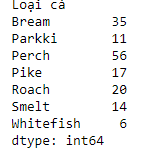 Loại cá
Bream 35
Parkki 11
Perch 56
Pike 17
Roach 20
Smelt 14
Whitefish 6
dtype: int64